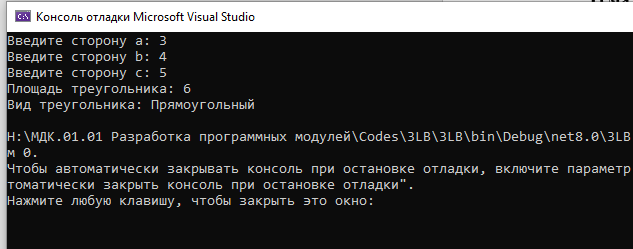 Консоль отладки Microsoft Visual Studio
Введите сторону a: 3
Введите сторону b: 4
Введите сторону c: 5
Площадь треугольника: 6
Вид треугольника: Прямоугольный
H:\МДК.01.01 Разработка программных модулей\Codes\3LB\3LB\bin\Debug\net8.0\3LB
м 0.
Чтобы автоматически закрывать консоль при остановке отладки, включите параметр
томатически закрыть консоль при остановке отладки".
Нажмите любую клавишу, чтобы закрыть это окно: